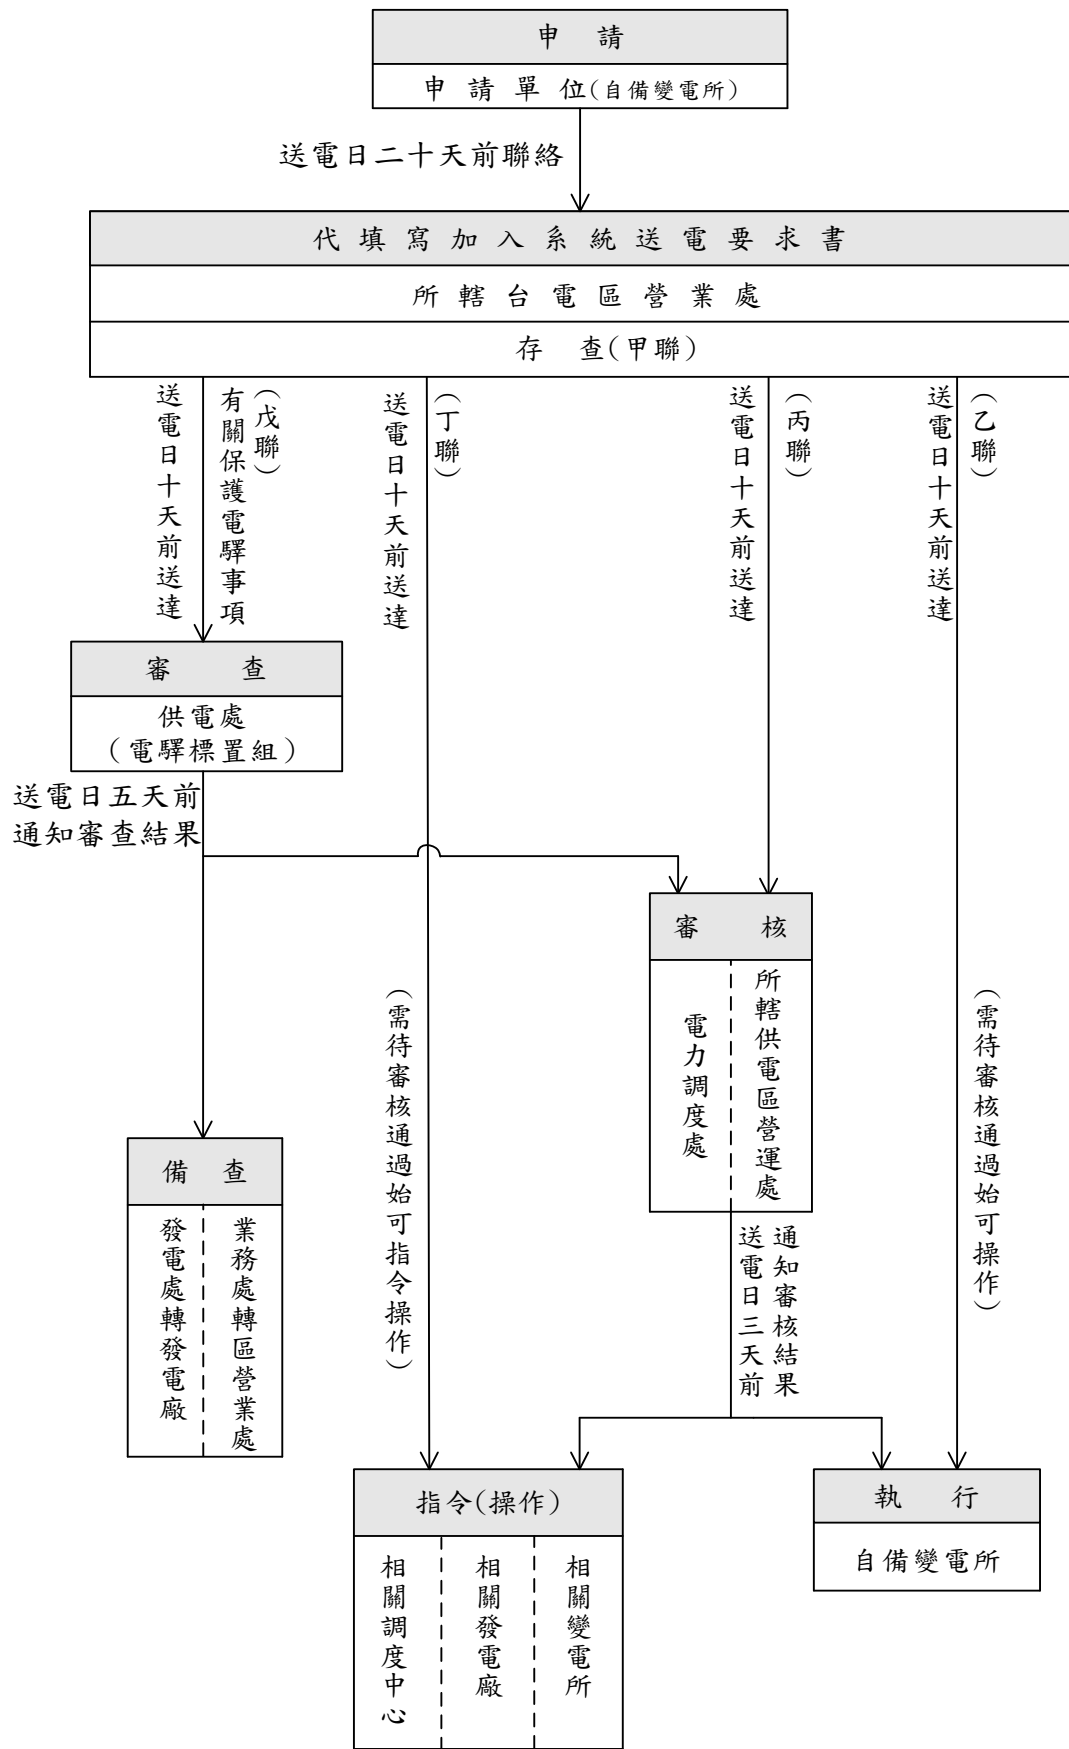 申請
申請單位(自備變電所)
送電日二十天前聯絡
代填寫加入系統送電要求書
所轄台電區營業處
存查(甲聯)
送電日十天前送達
有關保護電驛事項
(戊聯)
送電日十天前送達
(丁聯)
送電日十天前送達
(丙聯)
送電日十天前送達
(乙聯)
審查
供電處
(電驛標置組)
送電日五天前
通知審查結果
審核
電力調度處
所轄供電區營運處
(需待審核通過始可指令操作)
(需待審核通過始可操作)
備查
發電處轉發電廠
業務處轉區營業處
通知審核結果
送電日三天前
指令(操作)
相關調度中心
相關發電廠
相關變電所
執行
自備變電所